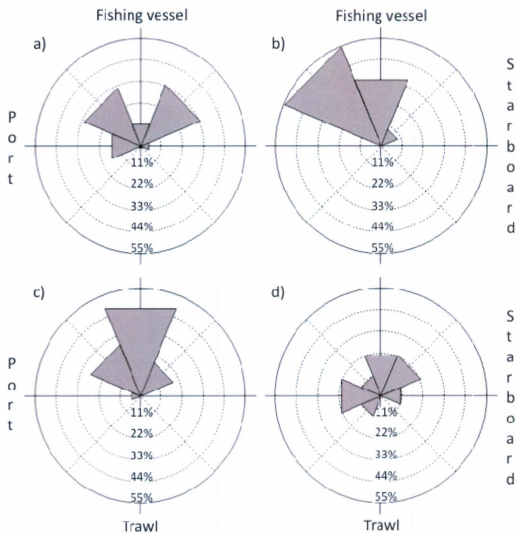 Fishing vessel
Fishing vessel
a)
b)
Port
Starboard
11%
22%
33%
44%
55%
11%
22%
33%
44%
55%
c)
d)
Port
Starboard
11%
22%
33%
44%
55%
11%
22%
33%
44%
55%
Trawl
Trawl